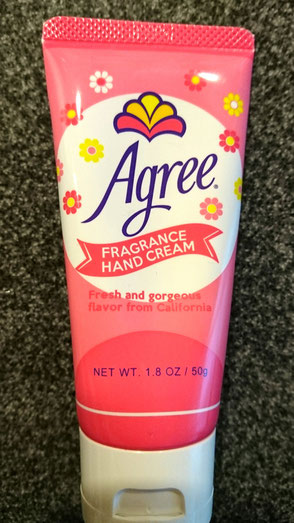 Agree®
FRAGRANCE
HAND CREAM
Fresh and gorgeous
flavor from California
NET WT. 1.8 OZ / 50g